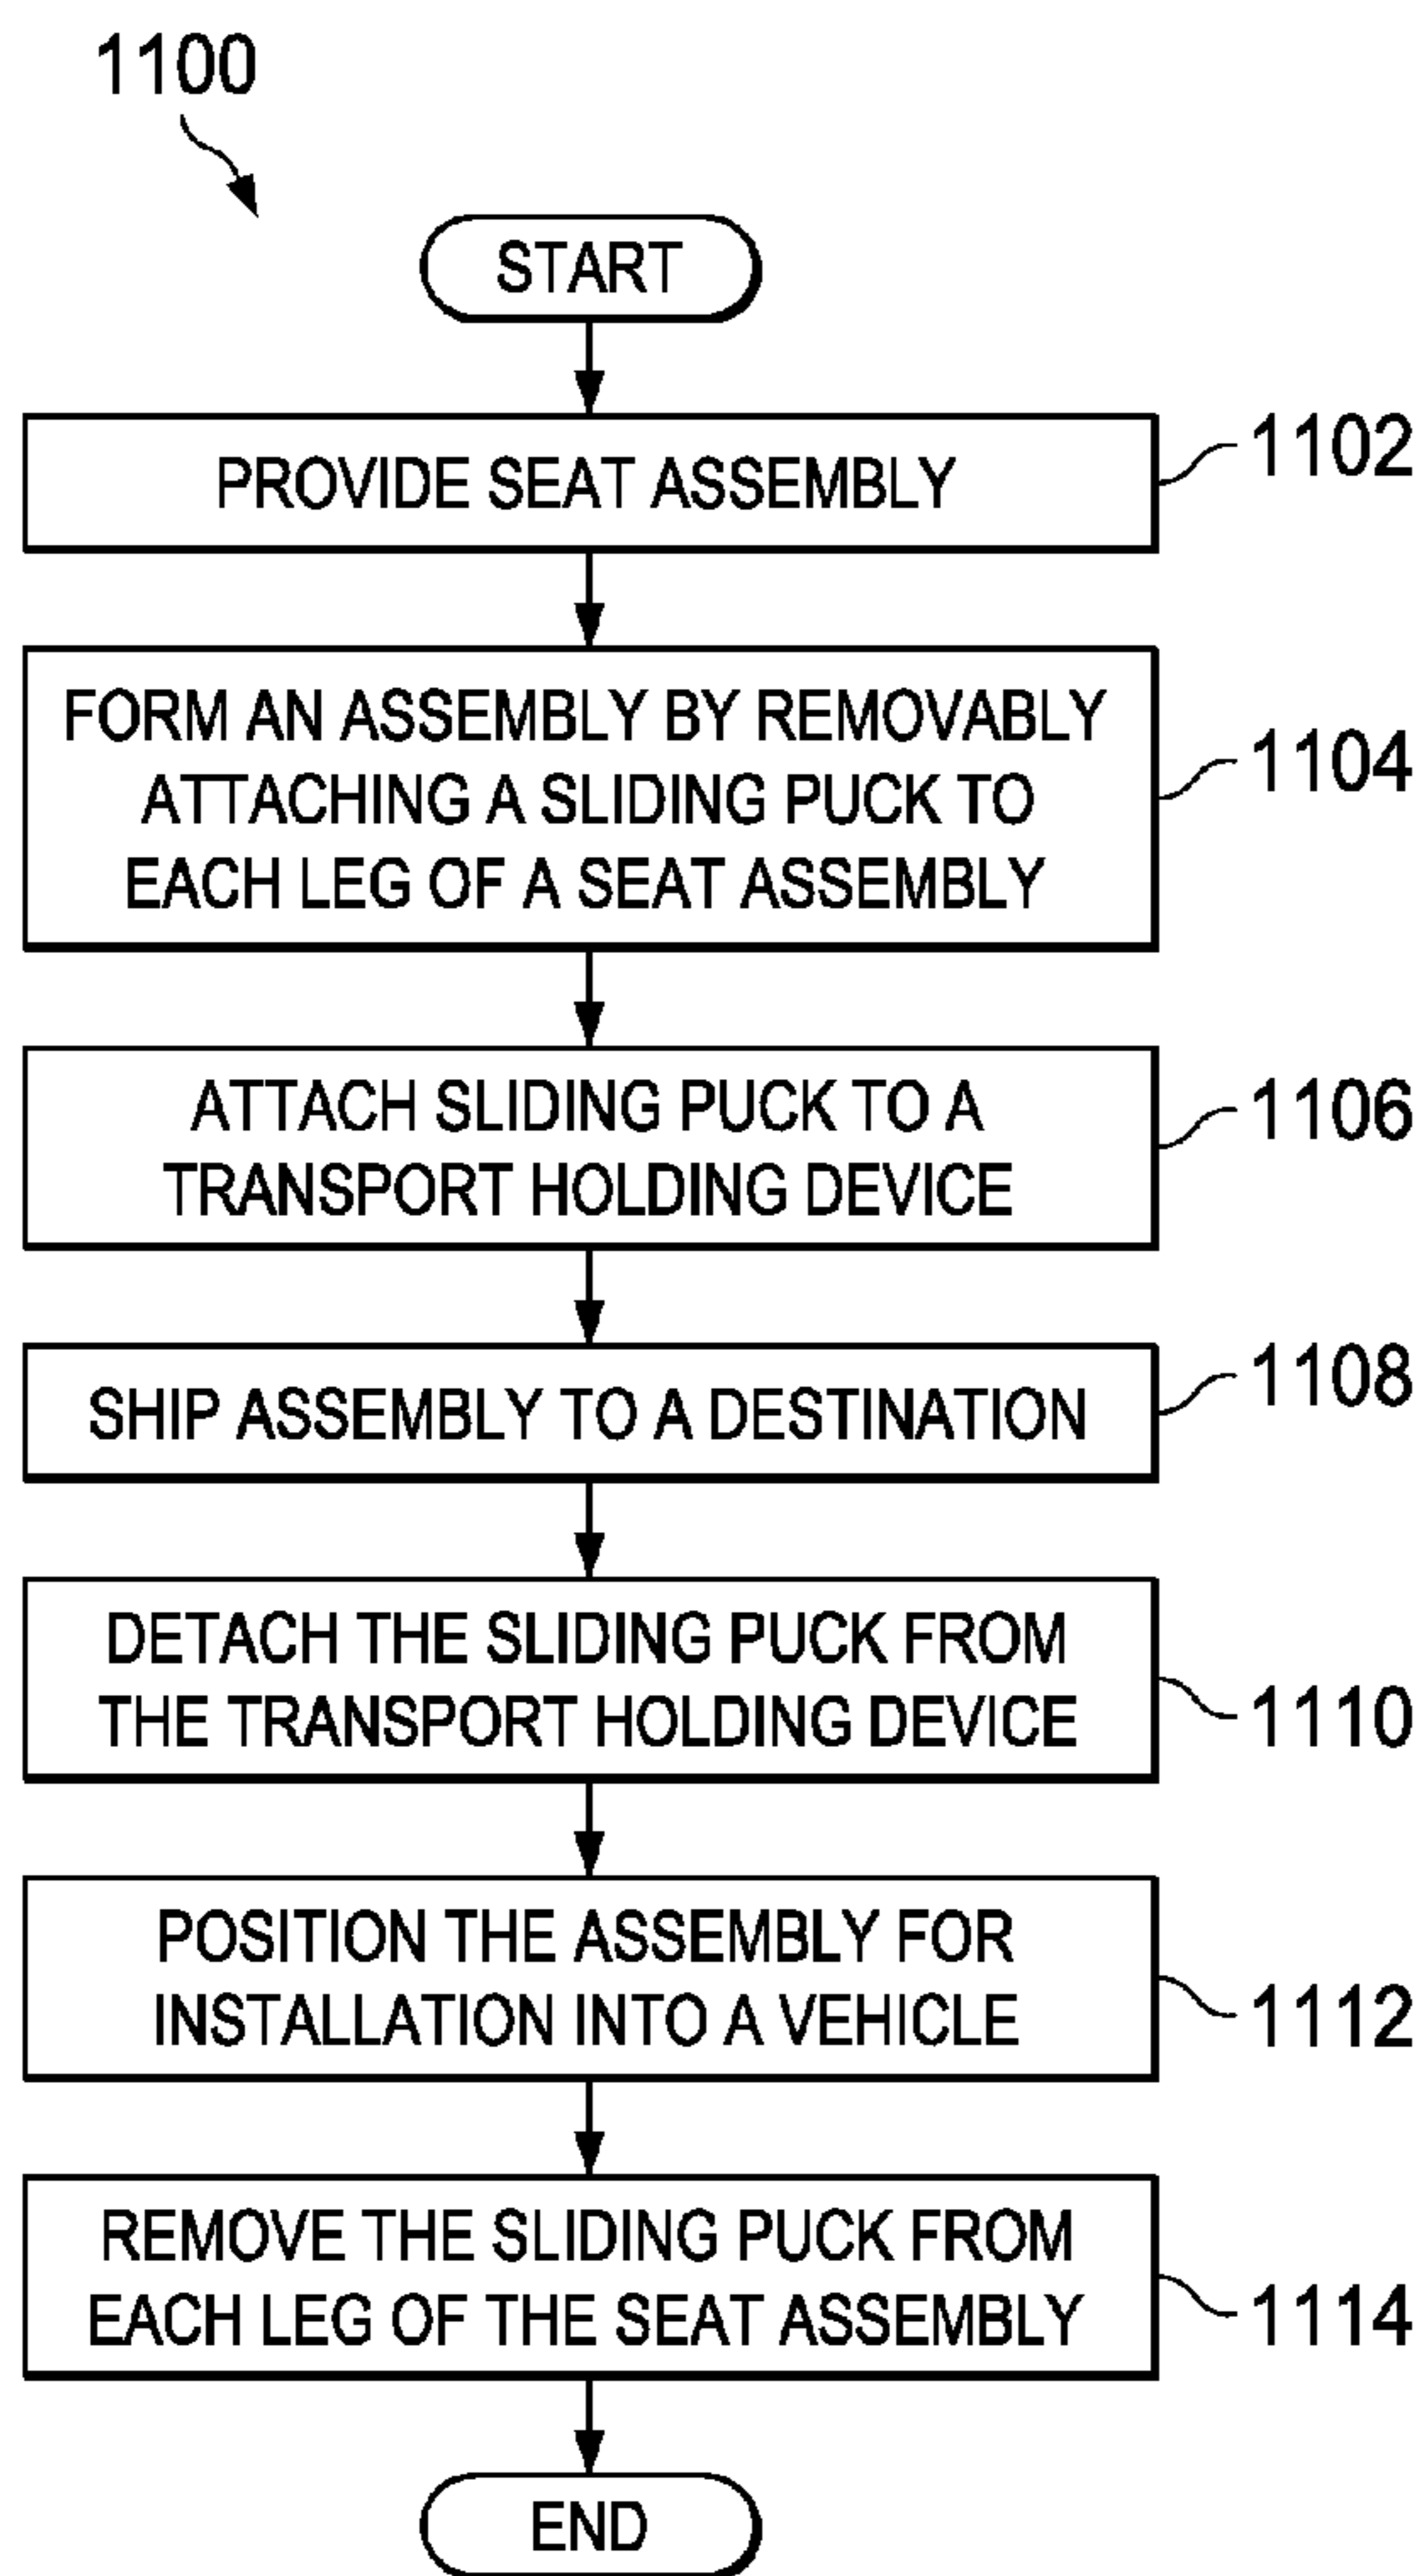 1100
START
PROVIDE SEAT ASSEMBLY
1102
FORM AN ASSEMBLY BY REMOVABLY
ATTACHING A SLIDING PUCK TO
EACH LEG OF A SEAT ASSEMBLY
1104
ATTACH SLIDING PUCK TO A
TRANSPORT HOLDING DEVICE
1106
SHIP ASSEMBLY TO A DESTINATION
1108
DETACH THE SLIDING PUCK FROM
THE TRANSPORT HOLDING DEVICE
1110
POSITION THE ASSEMBLY FOR
INSTALLATION INTO A VEHICLE
1112
REMOVE THE SLIDING PUCK FROM
EACH LEG OF THE SEAT ASSEMBLY
1114
END